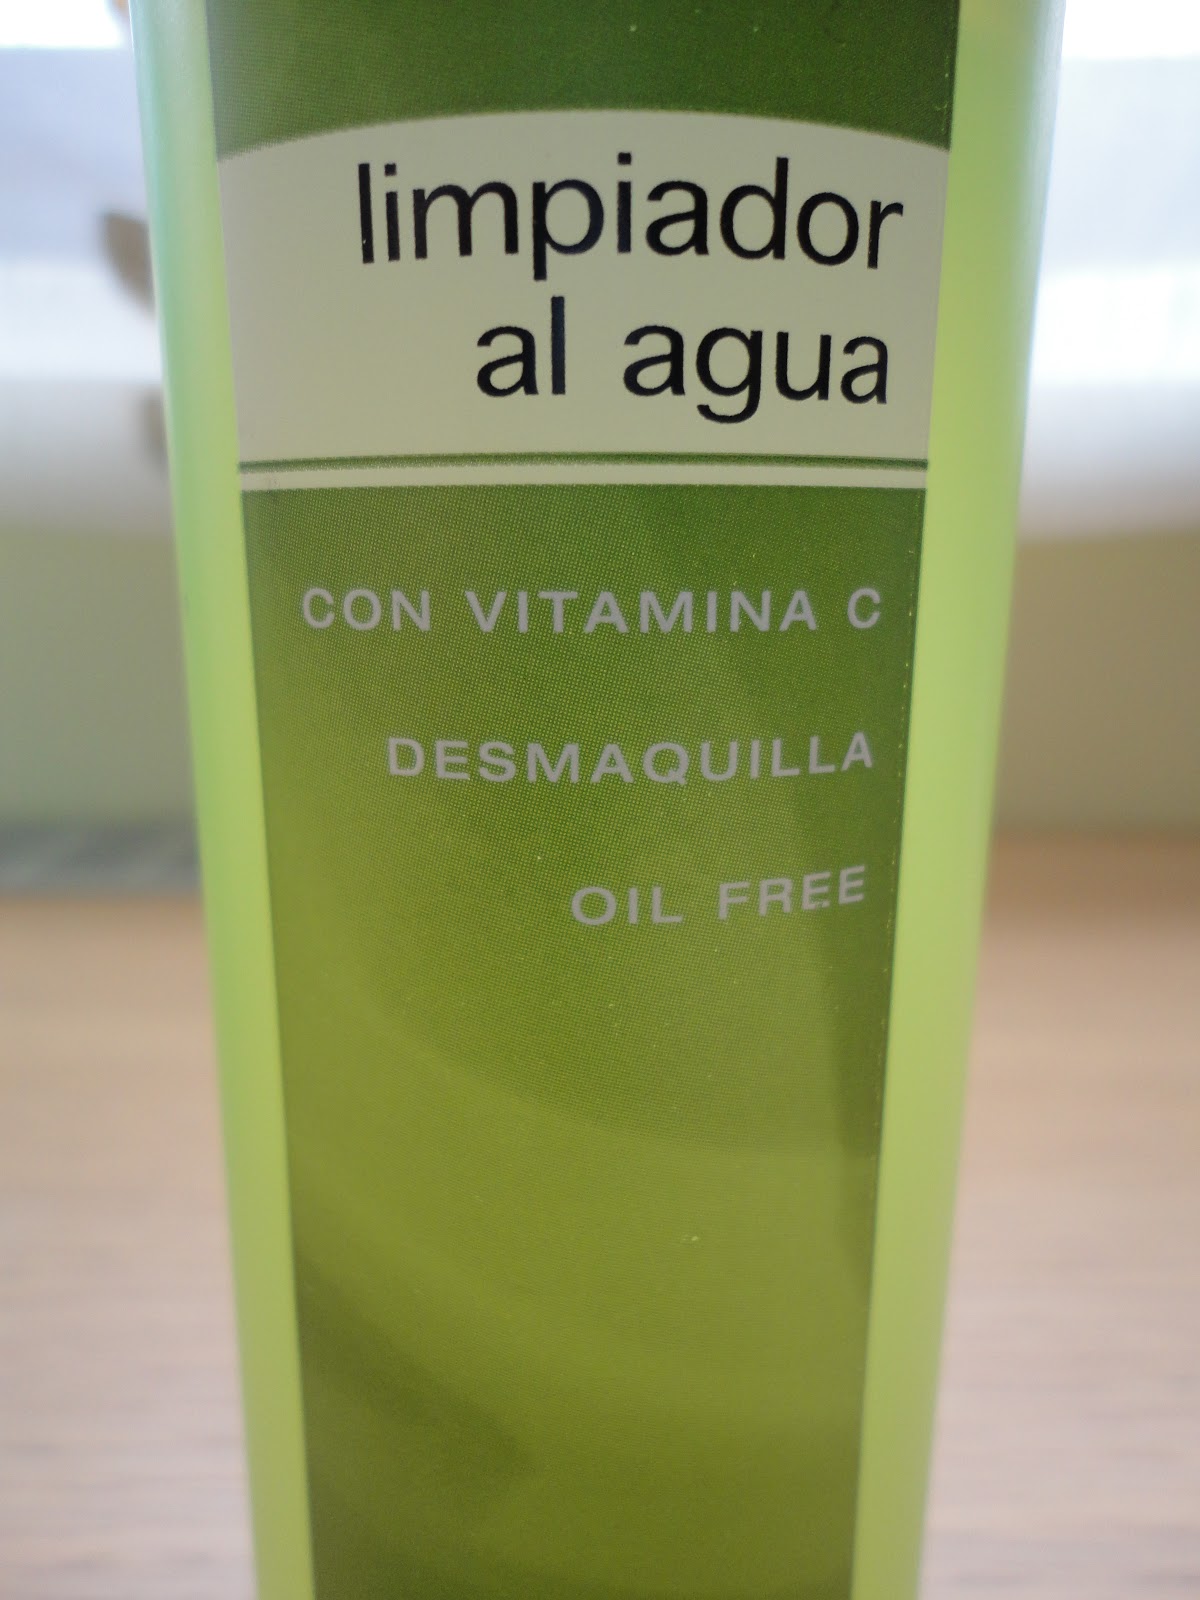 limpiador
al agua
CON VITAMINA C
DESMAQUILLA
OIL FREE